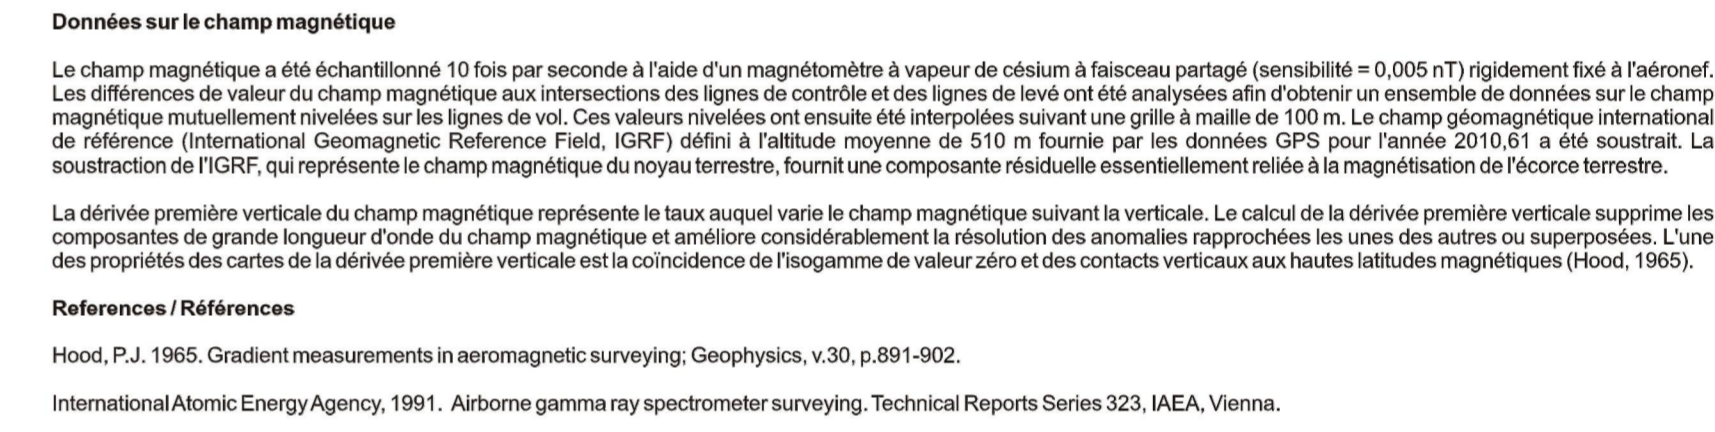 Données sur le champ magnétique
Le champ magnétique a été échantillonné 10 fois par seconde à l'aide d'un magnétomètre à vapeur de césium à faisceau partagé (sensibilité = 0,005 nT) rigidement fixé à l'aéronef.
Les différences de valeur du champ magnétique aux intersections des lignes de contrôle et des lignes de levé ont été analysées afin d'obtenir un ensemble de données sur le champ
magnétique mutuellement nivelées sur les lignes de vol. Ces valeurs nivelées ont ensuite été interpolées suivant une grille à maille de 100 m. Le champ géomagnétique international
de référence (International Geomagnetic Reference Field, IGRF) défini à l'altitude moyenne de 510 m fournie par les données GPS pour l'année 2010,61 a été soustrait. La
soustraction de l'IGRF, qui représente le champ magnétique du noyau terrestre, fournit une composante résiduelle essentiellement reliée à la magnétisation de l'écorce terrestre.
La dérivée première verticale du champ magnétique représente le taux auquel varie le champ magnétique suivant la verticale. Le calcul de la dérivée première verticale supprime les
composantes de grande longueur d'onde du champ magnétique et améliore considérablement la résolution des anomalies rapprochées les unes des autres ou superposées. L'une
des propriétés des cartes de la dérivée première verticale est la coïncidence de l'isogamme de valeur zéro et des contacts verticaux aux hautes latitudes magnétiques (Hood, 1965).
References / Références
Hood, P.J. 1965. Gradient measurements in aeromagnetic surveying; Geophysics, v.30, p.891-902.
International Atomic Energy Agency, 1991. Airborne gamma ray spectrometer surveying. Technical Reports Series 323, IAEA, Vienna.